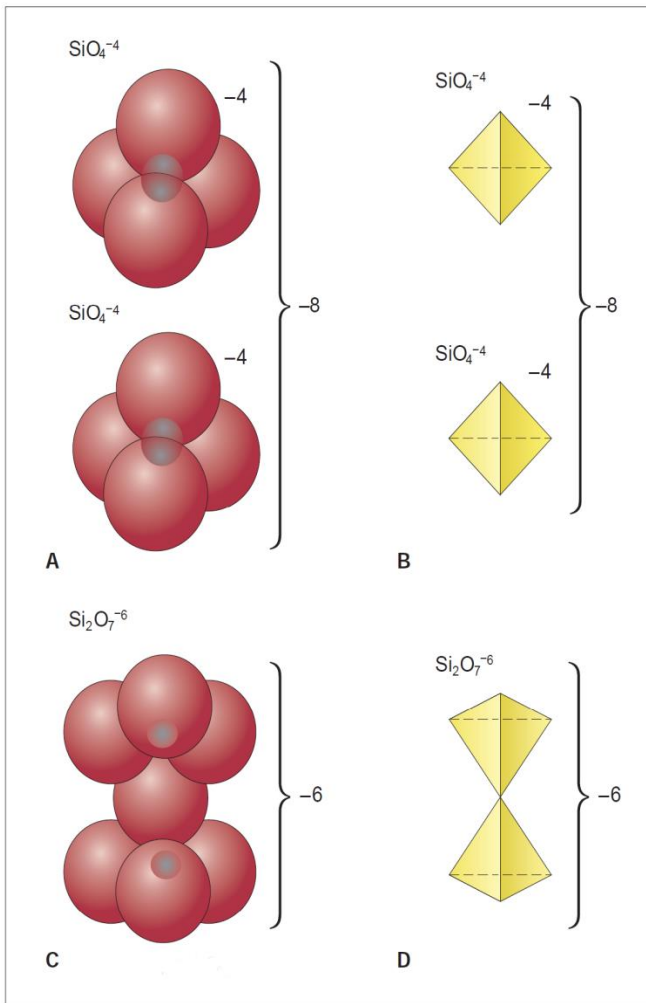 SiO₄⁻⁴
–4
SiO₄⁻⁴
–4
–8
A
SiO₄⁻⁴
–4
SiO₄⁻⁴
–4
–8
B
Si₂O₇⁻⁶
–6
C
Si₂O₇⁻⁶
–6
D